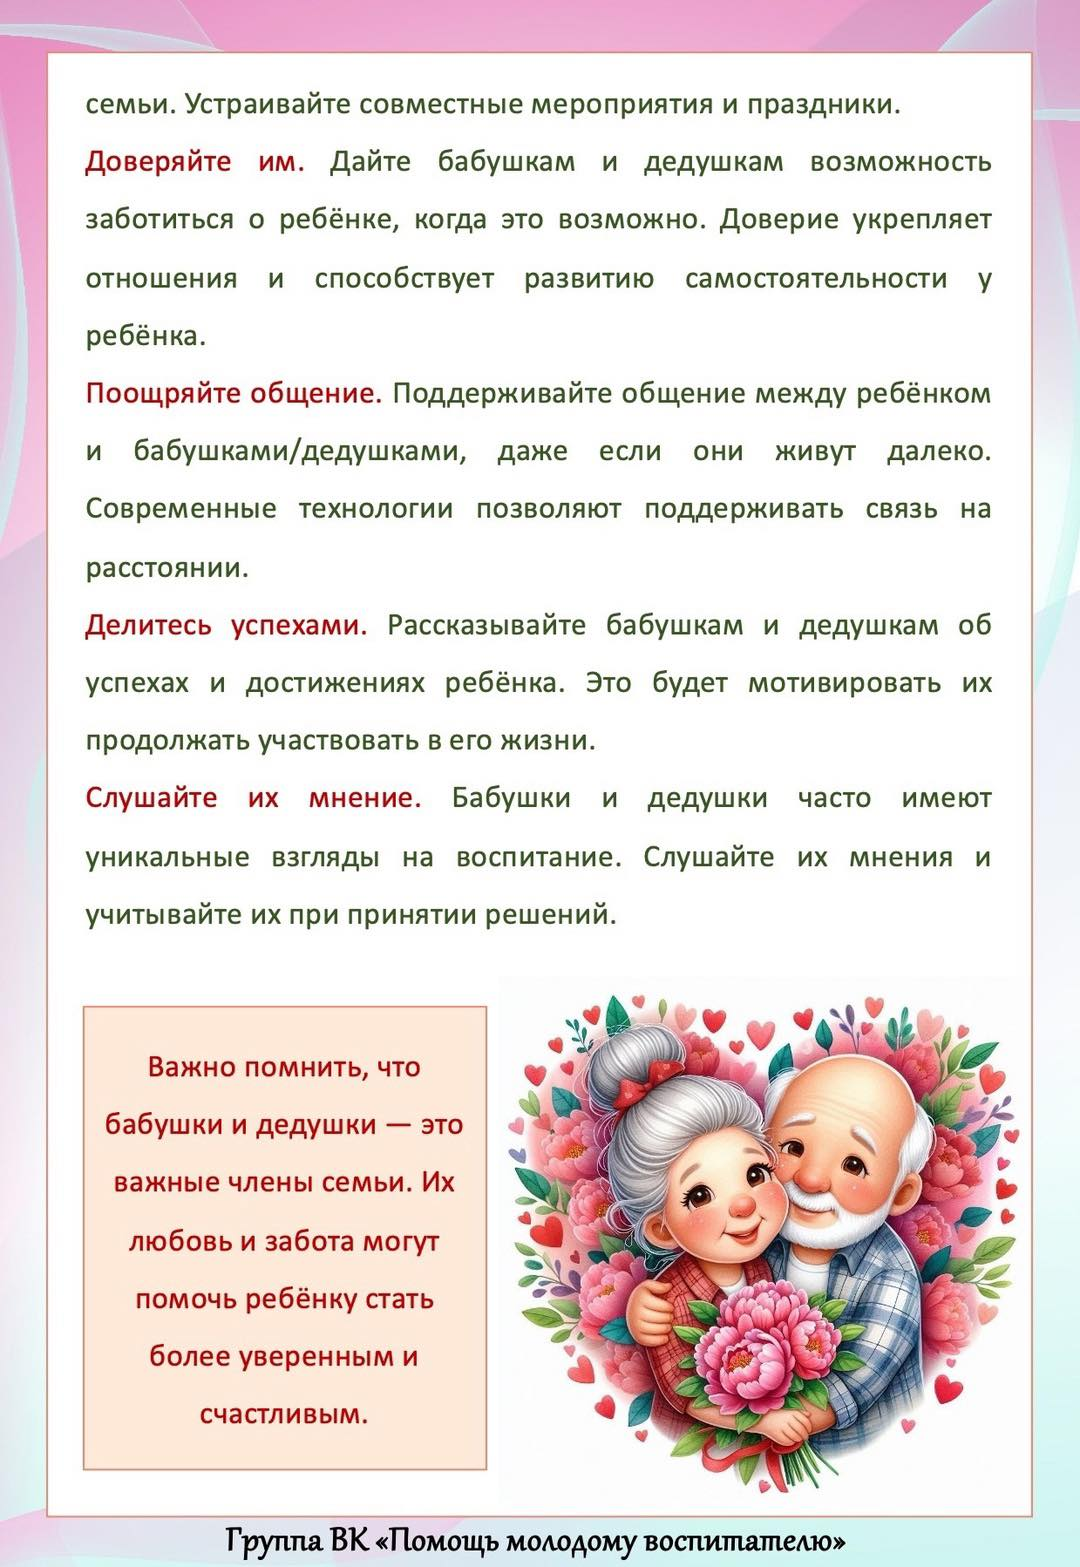 семьи. Устраивайте совместные мероприятия и праздники.
Доверяйте им. Дайте бабушкам и дедушкам возможность
заботиться о ребёнке, когда это возможно. Доверие укрепляет
отношения и способствует развитию самостоятельности у
ребёнка.
Поощряйте общение. Поддерживайте общение между ребёнком
и бабушками/дедушками, даже если они живут далеко.
Современные технологии позволяют поддерживать связь на
расстоянии.
Делитесь успехами. Рассказывайте бабушкам и дедушкам об
успехах и достижениях ребёнка. Это будет мотивировать их
продолжать участвовать в его жизни.
Слушайте их мнение. Бабушки и дедушки часто имеют
уникальные взгляды на воспитание. Слушайте их мнения и
учитывайте их при принятии решений.
Важно помнить, что
бабушки и дедушки — это
важные члены семьи. Их
любовь и забота могут
помочь ребёнку стать
более уверенным и
счастливым.
Группа ВК «Помощь молодому воспитателю»